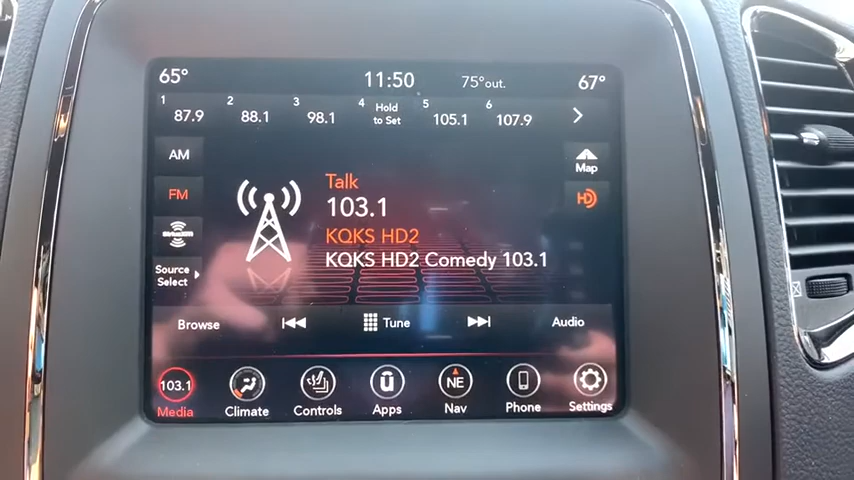 65° 11:50 75°out. 67°
1 87.9 2 88.1 3 98.1 4 Hold to Set 5 105.1 6 107.9
AM
FM
SiriusXM
Source
Select
Talk
103.1
KQKS HD2
KQKS HD2 Comedy 103.1
Map
HD
Browse Tune Audio
103.1 NE
Media Climate Controls Apps Nav Phone Settings